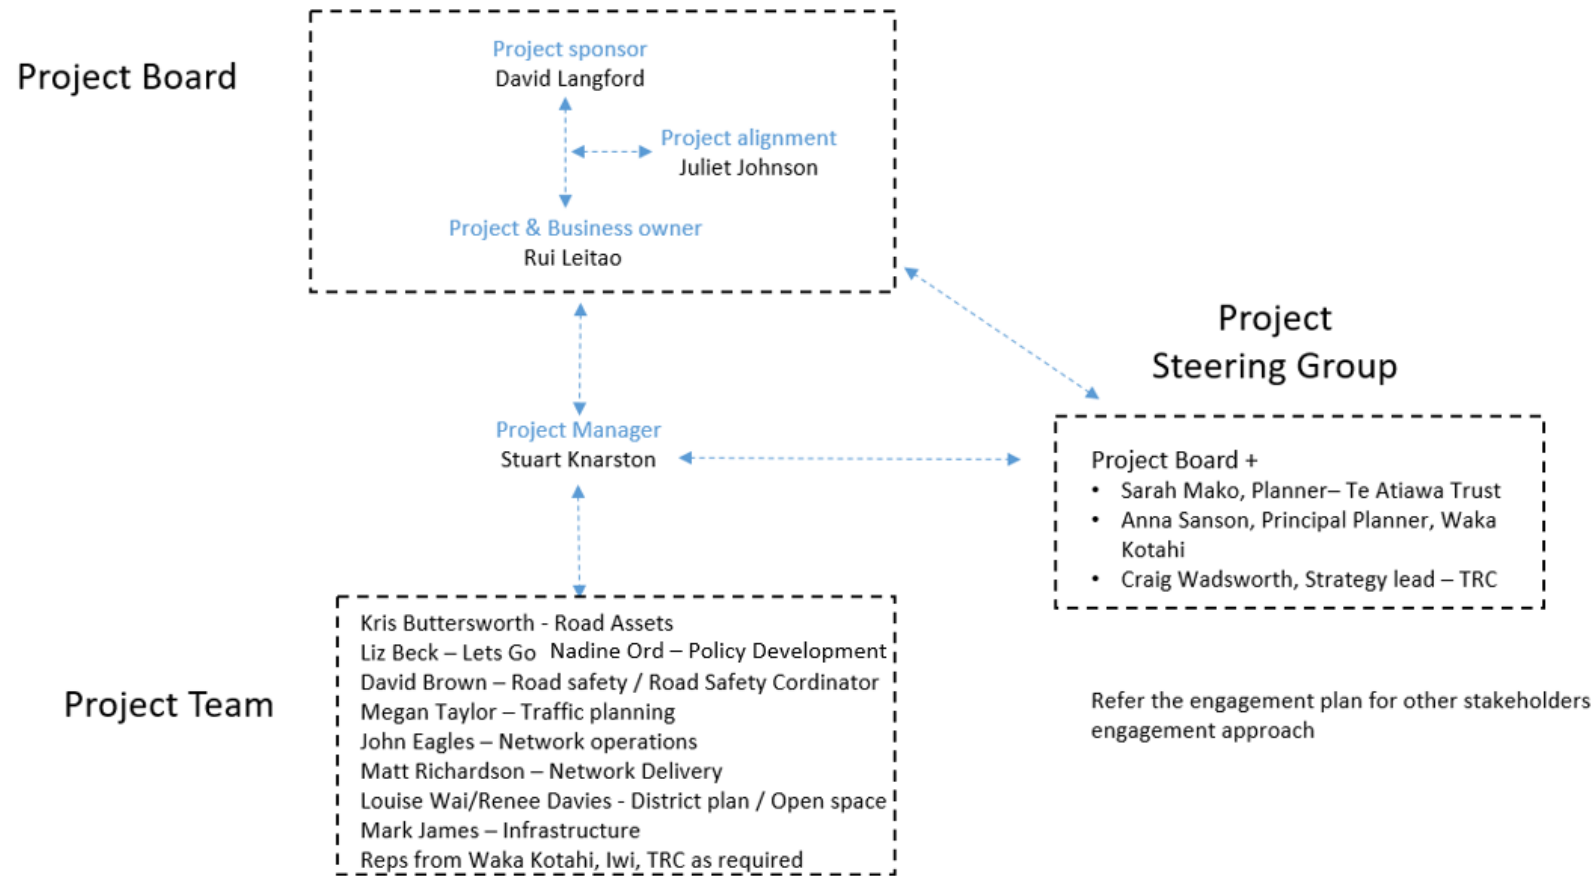 Project Board
Project sponsor
David Langford
Project alignment
Juliet Johnson
Project & Business owner
Rui Leitao
Project Manager
Stuart Knarston
Project
Steering Group
Project Board +
• Sarah Mako, Planner– Te Atiawa Trust
• Anna Sanson, Principal Planner, Waka
Kotahi
• Craig Wadsworth, Strategy lead – TRC
Project Team
Kris Buttersworth - Road Assets
Liz Beck – Lets Go Nadine Ord – Policy Development
David Brown – Road safety / Road Safety Cordinator
Megan Taylor – Traffic planning
John Eagles – Network operations
Matt Richardson – Network Delivery
Louise Wai/Renee Davies - District plan / Open space
Mark James – Infrastructure
Reps from Waka Kotahi, Iwi, TRC as required
Refer the engagement plan for other stakeholders
engagement approach